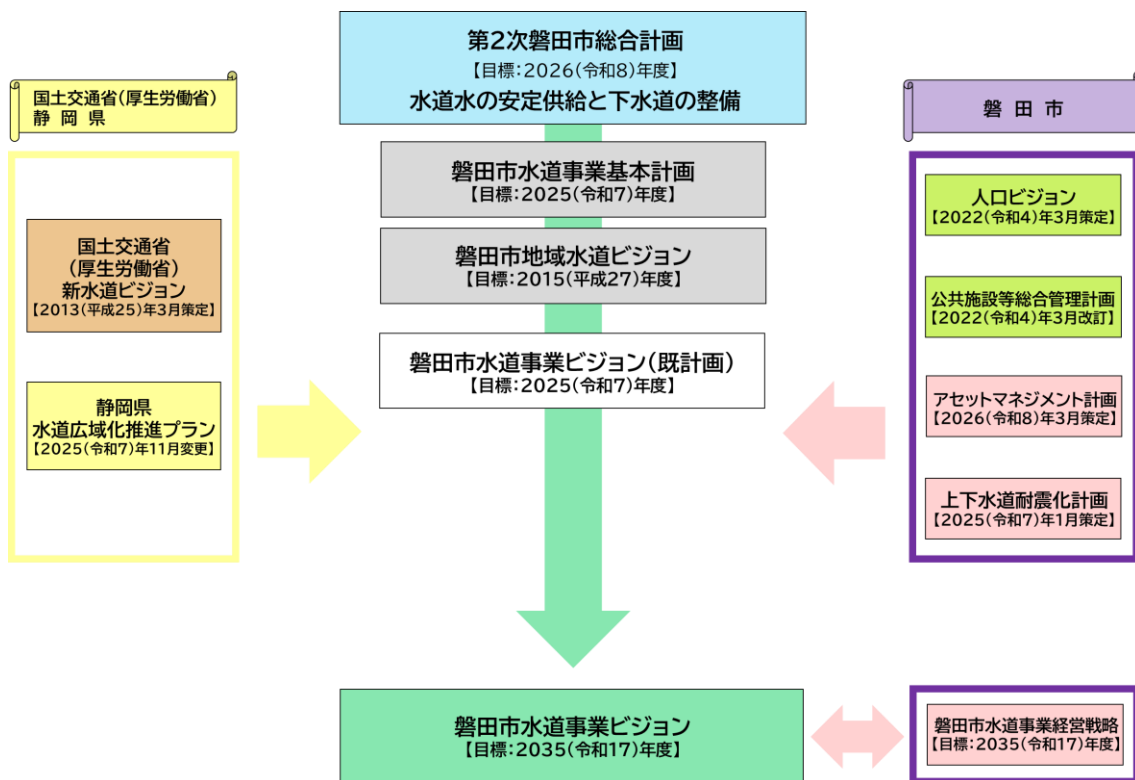 第2次磐田市総合計画
【目標：2026(令和8)年度】
水道水の安定供給と下水道の整備
国土交通省(厚生労働省)
静岡県
磐田市
磐田市水道事業基本計画
【目標：2025(令和7)年度】
磐田市地域水道ビジョン
【目標：2015(平成27)年度】
磐田市水道事業ビジョン(既計画)
【目標：2025(令和7)年度】
国土交通省
(厚生労働省)
新水道ビジョン
【2013(平成25)年3月策定】
静岡県
水道広域化推進プラン
【2025(令和7)年11月変更】
人口ビジョン
【2022(令和4)年3月策定】
公共施設等総合管理計画
【2022(令和4)年3月改訂】
アセットマネジメント計画
【2026(令和8)年3月策定】
上下水道耐震化計画
【2025(令和7)年1月策定】
磐田市水道事業ビジョン
【目標：2035(令和17)年度】
磐田市水道事業経営戦略
【目標：2035(令和17)年度】